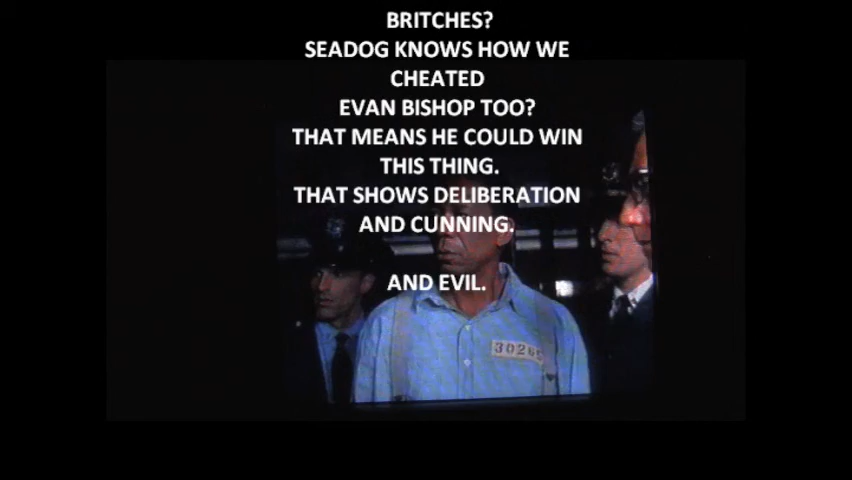 BRITCHES?
SEADOG KNOWS HOW WE
CHEATED
EVAN BISHOP TOO?
THAT MEANS HE COULD WIN
THIS THING.
THAT SHOWS DELIBERATION
AND CUNNING.
AND EVIL.